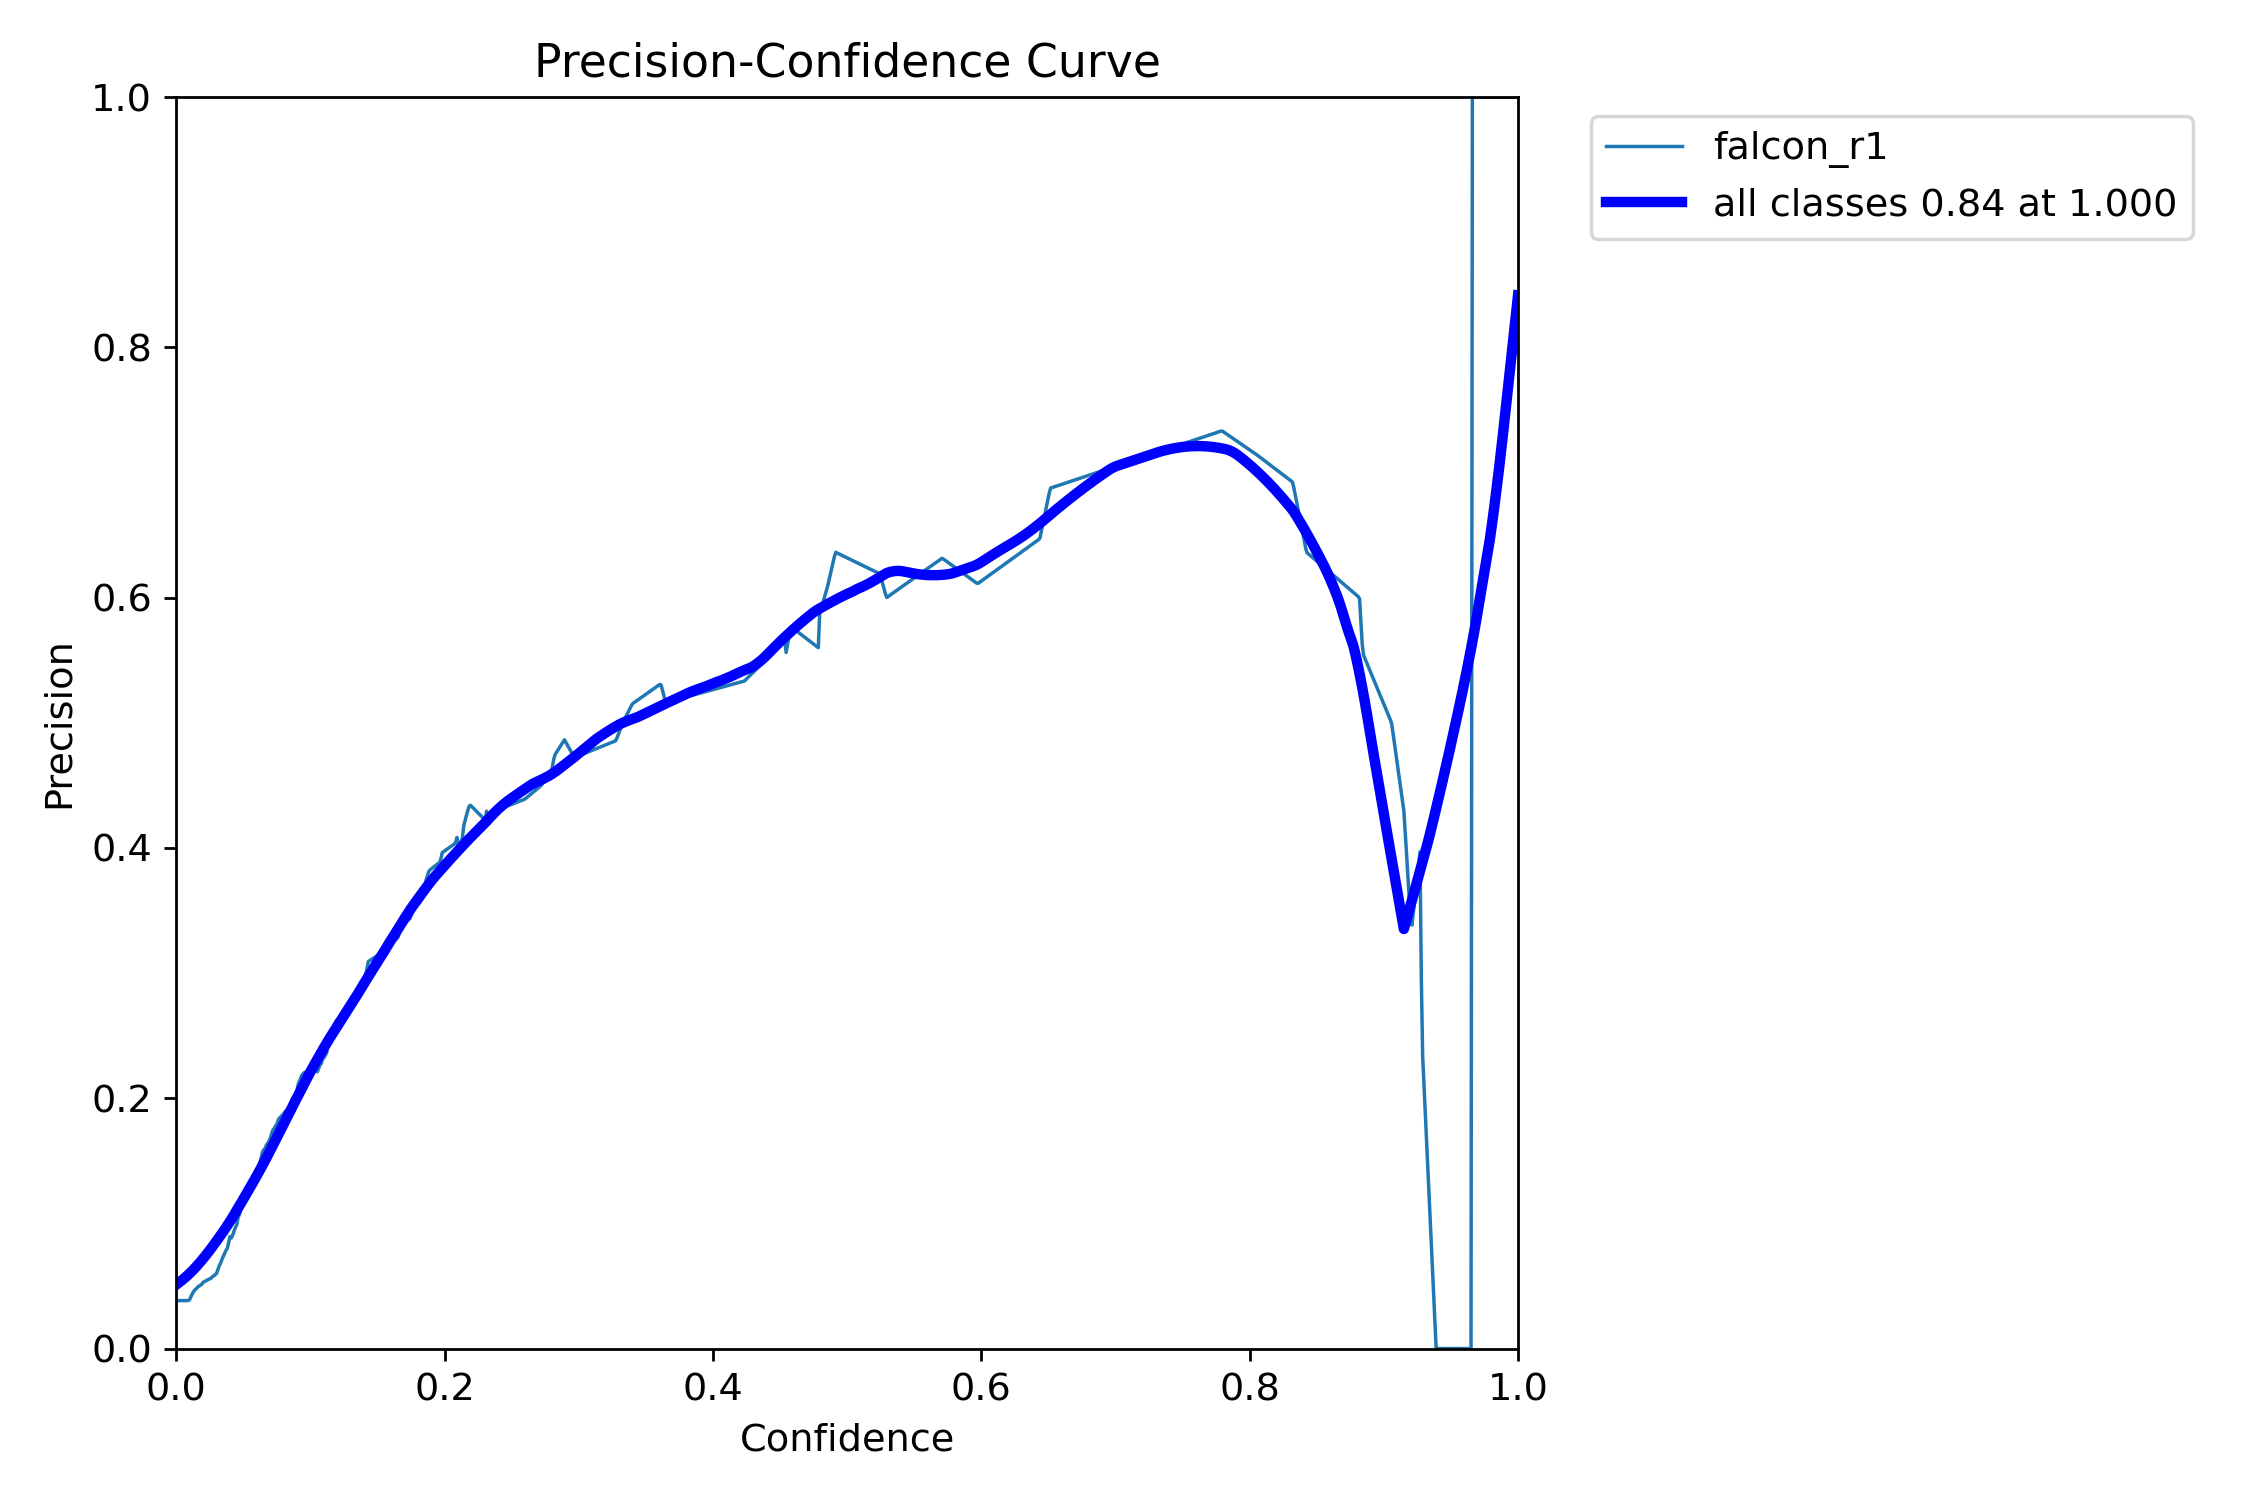 Precision-Confidence Curve
falcon_r1
all classes 0.84 at 1.000
1.0
0.8
0.6
0.4
0.2
0.0
Precision
0.0 0.2 0.4 0.6 0.8 1.0
Confidence